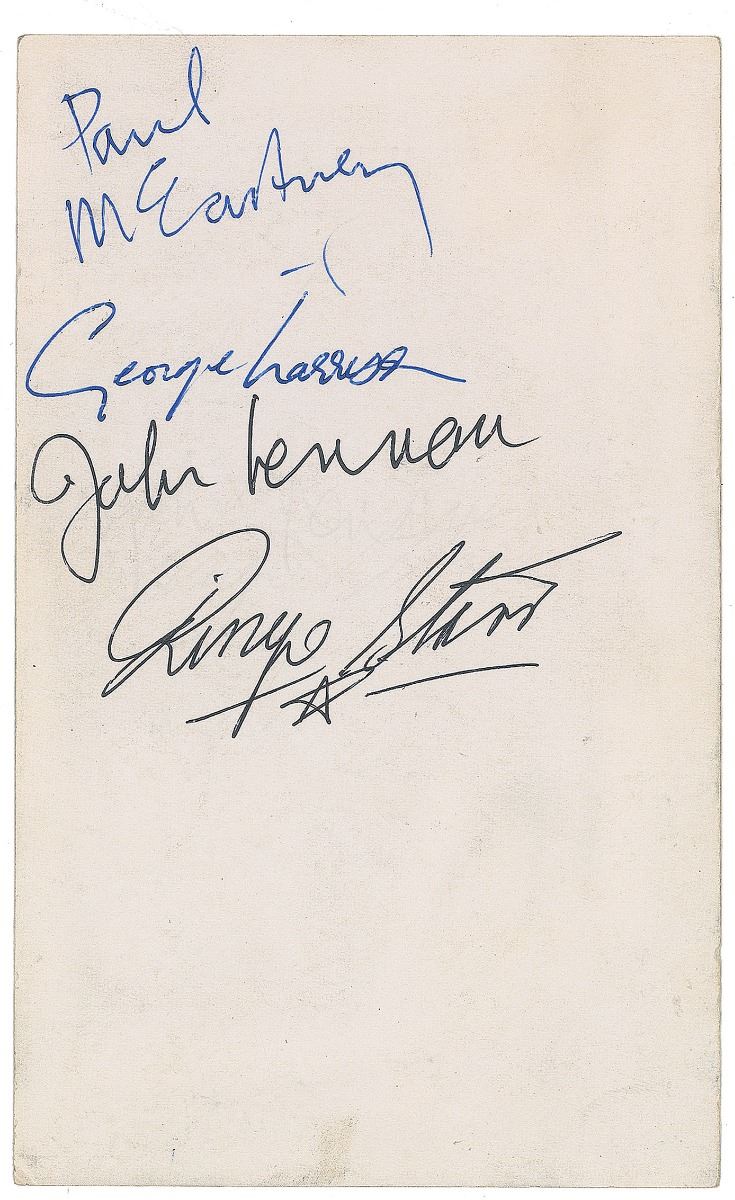 Paul
McCartney
George Harrison
John Lennon
Ringo Starr